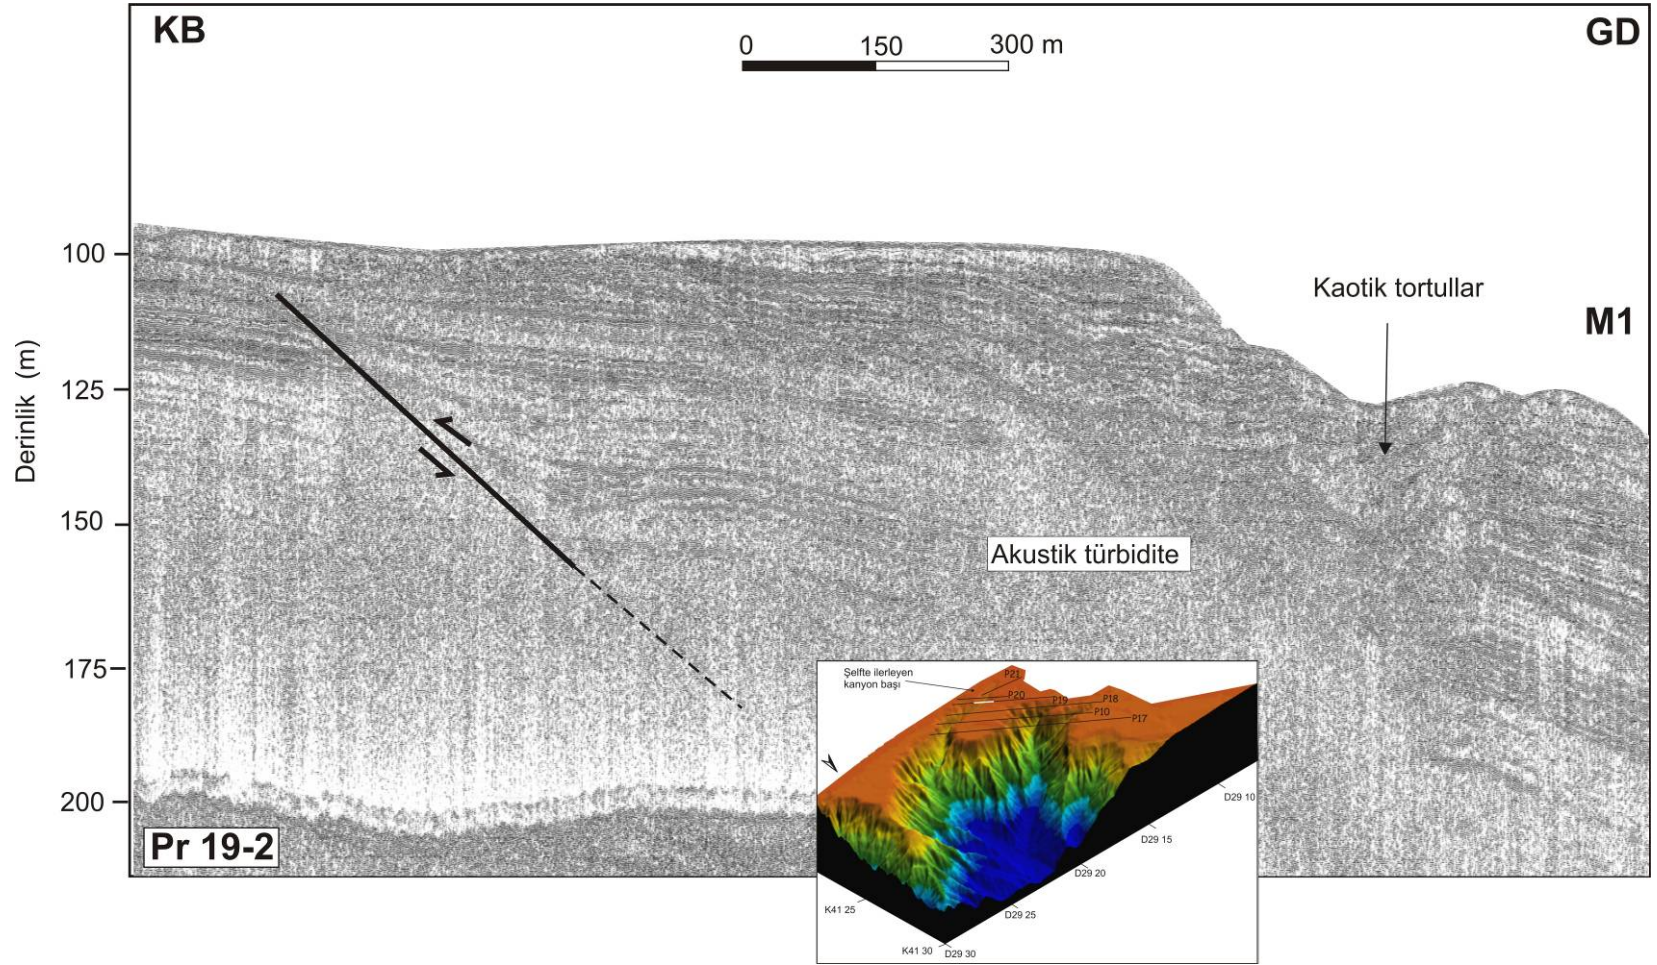 KB
GD
0 150 300 m
Kaotik tortullar
M1
Derinlik (m)
100
125
150
175
200
Akustik türbidite
Pr 19-2
Şelfte ilerleyen
kanyon başı
P21
P20
P19
P18
P10
P17
D29 10
D29 15
D29 20
D29 25
D29 30
K41 25
K41 30